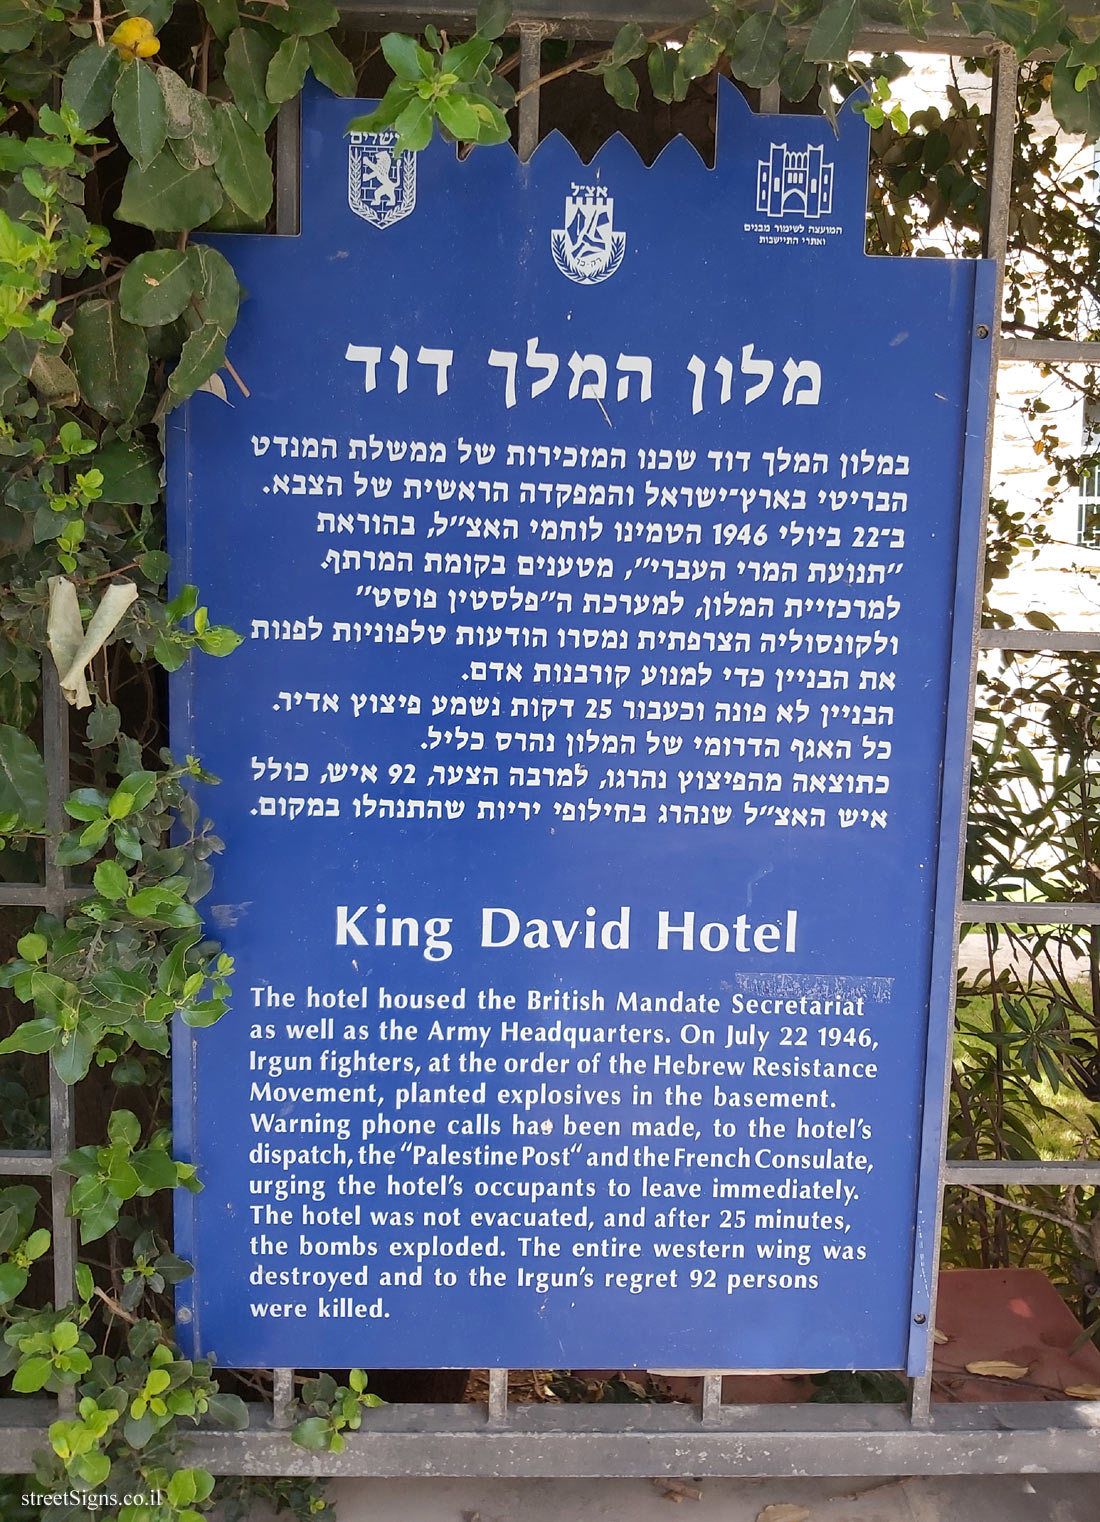 אצ״ל
רק כך
המועצה לשימור מבנים
ואתרי התיישבות
מלון המלך דוד
במלון המלך דוד שכנו המזכירות של ממשלת המנדט
הבריטי בארץ־ישראל והמפקדה הראשית של הצבא.
ב־22 ביולי 1946 הטמינו לוחמי האצ״ל, בהוראת
״תנועת המרי העברי״, מטענים בקומת המרתף.
למרכזיית המלון, למערכת ה״פלסטין פוסט״
ולקונסוליה הצרפתית נמסרו הודעות טלפוניות לפנות
את הבניין כדי למנוע קורבנות אדם.
הבניין לא פונה וכעבור 25 דקות נשמע פיצוץ אדיר.
כל האגף הדרומי של המלון נהרס כליל.
כתוצאה מהפיצוץ נהרגו, למרבה הצער, 92 איש, כולל
איש האצ״ל שנהרג בחילופי יריות שהתנהלו במקום.
King David Hotel
The hotel housed the British Mandate Secretariat
as well as the Army Headquarters. On July 22 1946,
Irgun fighters, at the order of the Hebrew Resistance
Movement, planted explosives in the basement.
Warning phone calls has been made, to the hotel's
dispatch, the "Palestine Post" and the French Consulate,
urging the hotel's occupants to leave immediately.
The hotel was not evacuated, and after 25 minutes,
the bombs exploded. The entire western wing was
destroyed and to the Irgun's regret 92 persons
were killed.
streetSigns.co.il